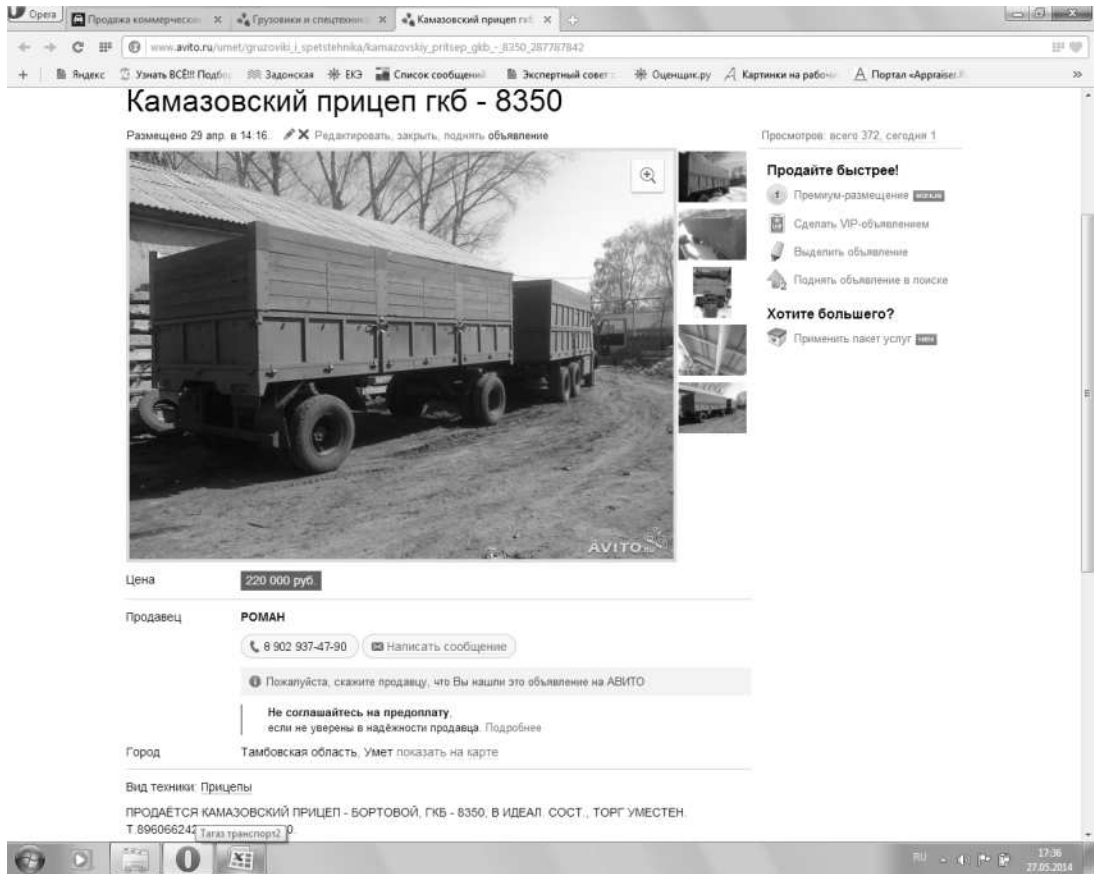 Opera
Продажа коммерческо
Грузовики и спецтехник
Камазовский прицеп гкб
www.avito.ru/umet/gruzoviki_i_spetstehnika/kamazovskiy_pritsep_gkb_-_8350_287787842
Яндекс Узнать ВСЁ!!! Подбо Задонская ЕКЭ Список сообщений Экспертный совет Оценщик.ру Картинки на рабоч Портал «Appraiser.
Камазовский прицеп гкб - 8350
Размещено 29 апр. в 14:16. Редактировать, закрыть, поднять объявление
Просмотров: всего 372, сегодня 1
Продайте быстрее!
Премиум-размещение
Сделать VIP-объявлением
Выделить объявление
Поднять объявление в поиске
Хотите большего?
Применить пакет услуг
AVITO.ru
Цена 220 000 руб.
Продавец РОМАН
8 902 937-47-90 Написать сообщение
Пожалуйста, скажите продавцу, что Вы нашли это объявление на АВИТО
Не соглашайтесь на предоплату,
если не уверены в надёжности продавца. Подробнее
Город Тамбовская область, Умет показать на карте
Вид техники: Прицепы
ПРОДАЁТСЯ КАМАЗОВСКИЙ ПРИЦЕП - БОРТОВОЙ, ГКБ - 8350, В ИДЕАЛ. СОСТ., ТОРГ УМЕСТЕН.
Т.896066242 0.
Тагаз транспорт2
RU
17:36
27.05.2014